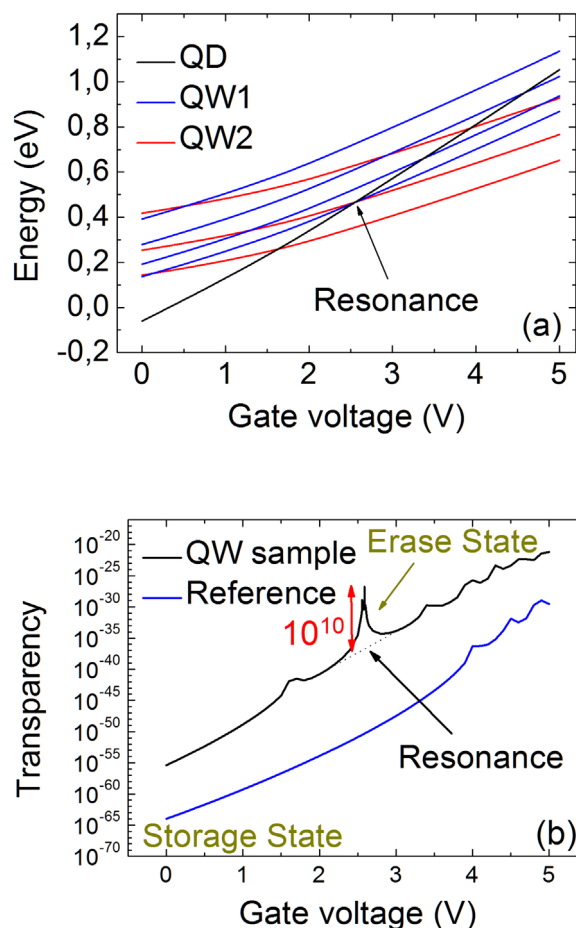 1,2
1,0
0,8
0,6
0,4
0,2
0,0
-0,2
Energy (eV)
QD
QW1
QW2
Resonance
(a)
0 1 2 3 4 5
Gate voltage (V)
10^-20
10^-25
10^-30
10^-35
10^-40
10^-45
10^-50
10^-55
10^-60
10^-65
10^-70
Transparency
QW sample
Reference
Erase State
10^10
Resonance
Storage State
(b)
0 1 2 3 4 5
Gate voltage (V)